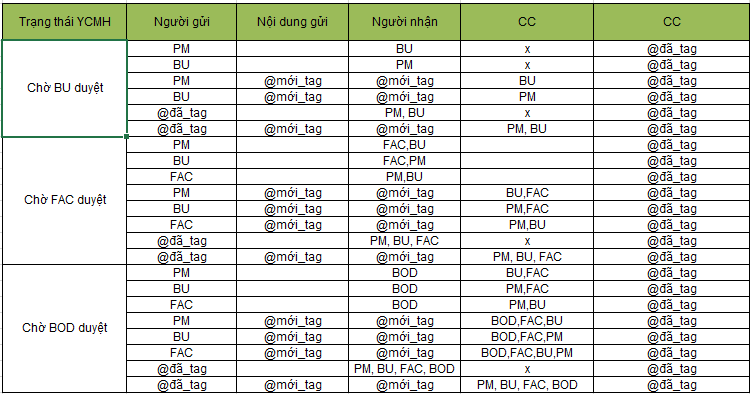 Trạng thái YCMH Người gửi Nội dung gửi Người nhận CC CC
PM BU x @đã_tag
BU PM x @đã_tag
PM @mới_tag @mới_tag BU @đã_tag
Chờ BU duyệt
BU @mới_tag @mới_tag PM @đã_tag
@đã_tag PM, BU x @đã_tag
@đã_tag @mới_tag @mới_tag PM, BU @đã_tag
PM FAC,BU @đã_tag
BU FAC,PM @đã_tag
FAC PM,BU @đã_tag
PM @mới_tag @mới_tag BU,FAC @đã_tag
Chờ FAC duyệt
BU @mới_tag @mới_tag PM,FAC @đã_tag
FAC @mới_tag @mới_tag PM,BU @đã_tag
@đã_tag PM, BU, FAC x @đã_tag
@đã_tag @mới_tag @mới_tag PM, BU, FAC @đã_tag
PM BOD BU,FAC @đã_tag
BU BOD PM,FAC @đã_tag
FAC BOD PM,BU @đã_tag
PM @mới_tag @mới_tag BOD,FAC,BU @đã_tag
Chờ BOD duyệt
BU @mới_tag @mới_tag BOD,FAC,PM @đã_tag
FAC @mới_tag @mới_tag BOD,FAC,BU,PM @đã_tag
@đã_tag PM, BU, FAC, BOD x @đã_tag
@đã_tag @mới_tag @mới_tag PM, BU, FAC, BOD @đã_tag